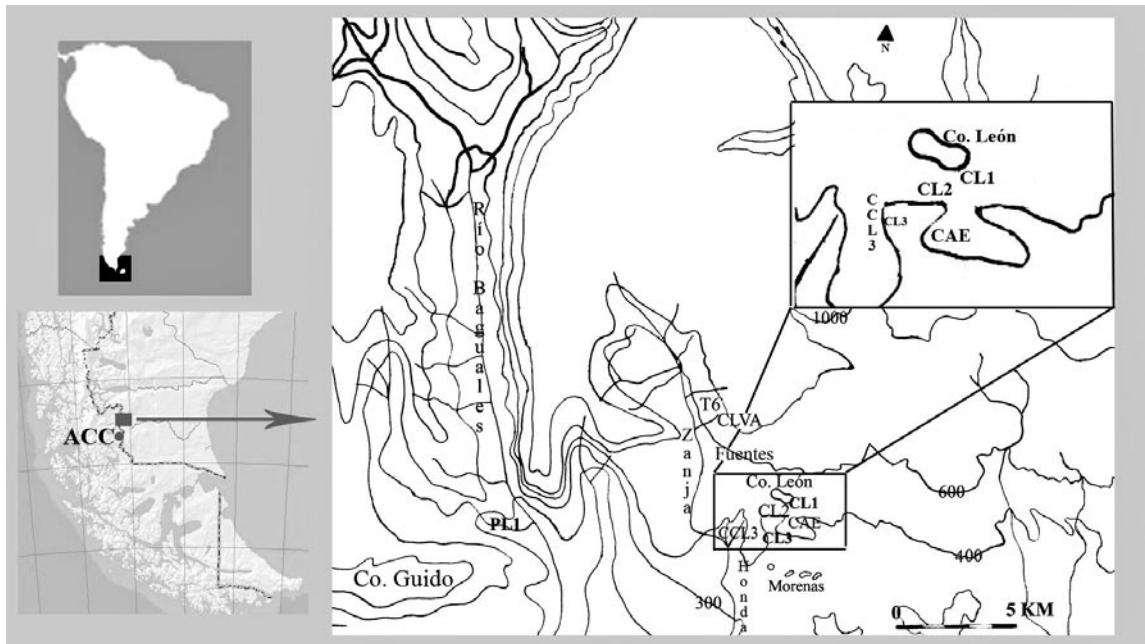 N
Co. León
CL1
CL2
CCL3
CL3
CAE
Río Baguales
1000
T6
CLVA
Zanja
Fuentes
ACC
Co. León
CL1
600
CL2
CAE
PL1
CCL3
CL3
400
Honda
Co. Guido
Morenas
300
0 5 KM